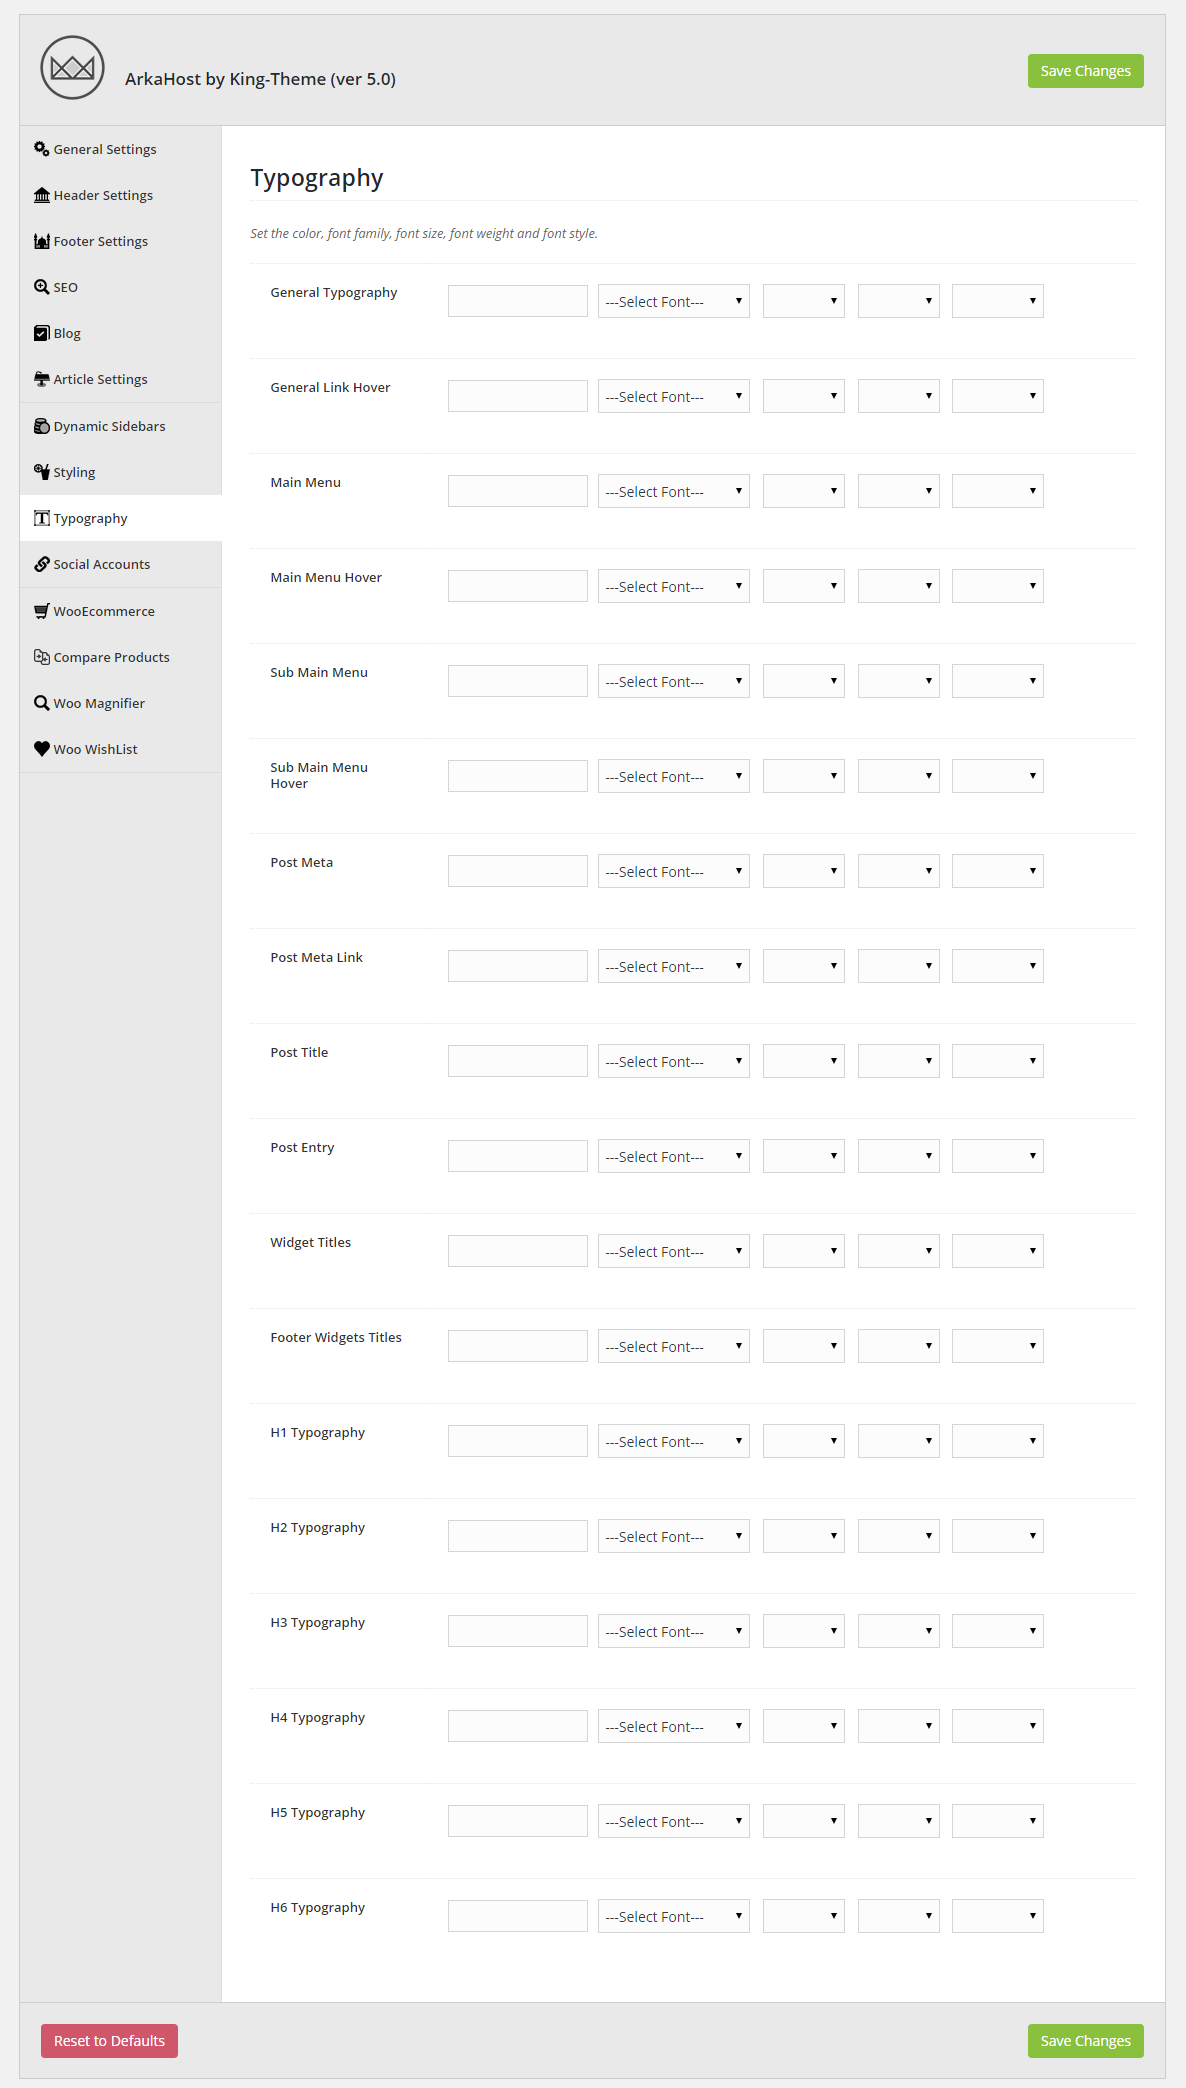 ArkaHost by King-Theme (ver 5.0)
Save Changes
General Settings
Header Settings
Footer Settings
SEO
Blog
Article Settings
Dynamic Sidebars
Styling
Typography
Social Accounts
WooEcommerce
Compare Products
Woo Magnifier
Woo WishList
Typography
Set the color, font family, font size, font weight and font style.
General Typography ---Select Font---
General Link Hover ---Select Font---
Main Menu ---Select Font---
Main Menu Hover ---Select Font---
Sub Main Menu ---Select Font---
Sub Main Menu
Hover
---Select Font---
Post Meta ---Select Font---
Post Meta Link ---Select Font---
Post Title ---Select Font---
Post Entry ---Select Font---
Widget Titles ---Select Font---
Footer Widgets Titles ---Select Font---
H1 Typography ---Select Font---
H2 Typography ---Select Font---
H3 Typography ---Select Font---
H4 Typography ---Select Font---
H5 Typography ---Select Font---
H6 Typography ---Select Font---
Reset to Defaults
Save Changes